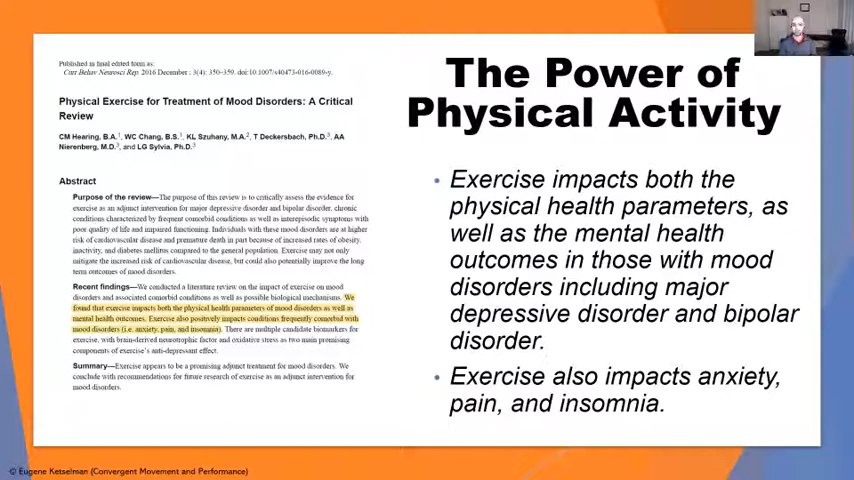 Published in final edited form as:
Curr Behav Neurosci Rep. 2016 December ; 3(4): 350–359. doi:10.1007/s40473-016-0089-y.
Physical Exercise for Treatment of Mood Disorders: A Critical
Review
CM Hearing, B.A.1, WC Chang, B.S.1, KL Szuhany, M.A.2, T Deckersbach, Ph.D.3, AA
Nierenberg, M.D.3, and LG Sylvia, Ph.D.3
Abstract
Purpose of the review—The purpose of this review is to critically assess the evidence for
exercise as an adjunct intervention for major depressive disorder and bipolar disorder, chronic
conditions characterized by frequent comorbid conditions as well as interepisodic symptoms with
poor quality of life and impaired functioning. Individuals with these mood disorders are at higher
risk of cardiovascular disease and premature death in part because of increased rates of obesity,
inactivity, and diabetes mellitus compared to the general population. Exercise may not only
mitigate the increased risk of cardiovascular disease, but could also potentially improve the long
term outcomes of mood disorders.
Recent findings—We conducted a literature review on the impact of exercise on mood
disorders and associated comorbid conditions as well as possible biological mechanisms. We
found that exercise impacts both the physical health parameters of mood disorders as well as
mental health outcomes. Exercise also positively impacts conditions frequently comorbid with
mood disorders (i.e. anxiety, pain, and insomnia). There are multiple candidate biomarkers for
exercise, with brain-derived neurotrophic factor and oxidative stress as two main promising
components of exercise's anti-depressant effect.
Summary—Exercise appears to be a promising adjunct treatment for mood disorders. We
conclude with recommendations for future research of exercise as an adjunct intervention for
mood disorders.
The Power of
Physical Activity
• Exercise impacts both the
physical health parameters, as
well as the mental health
outcomes in those with mood
disorders including major
depressive disorder and bipolar
disorder.
• Exercise also impacts anxiety,
pain, and insomnia.
© Eugene Ketselman (Convergent Movement and Performance)